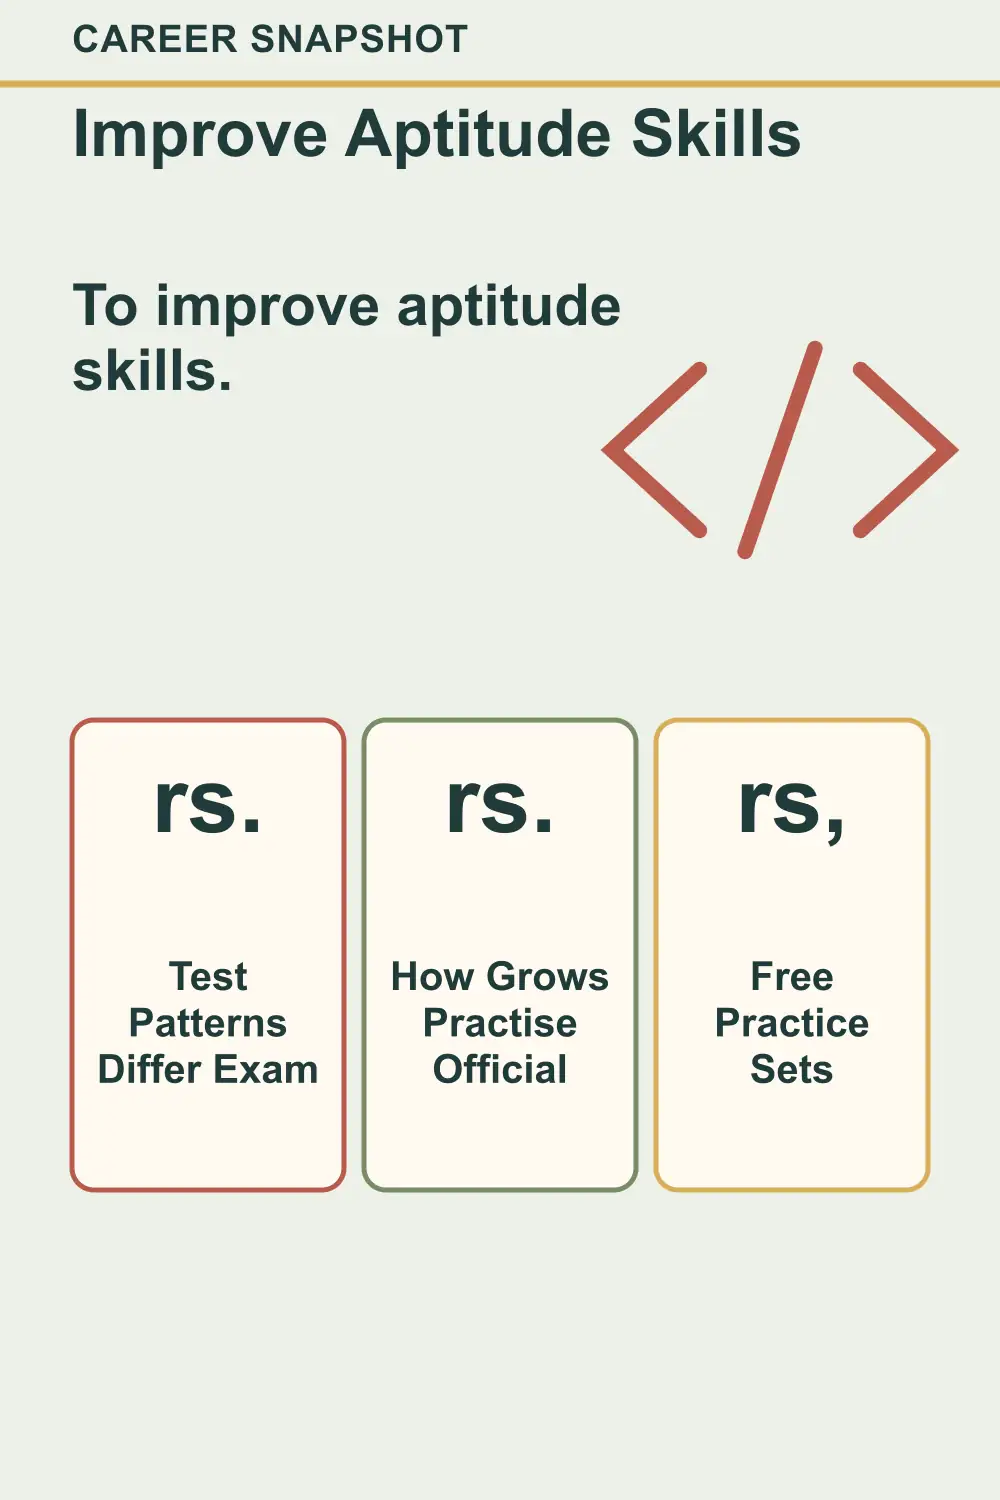 CAREER SNAPSHOT
Improve Aptitude Skills
To improve aptitude
skills.
</>
rs.
Test
Patterns
Differ Exam
rs.
How Grows
Practise
Official
rs,
Free
Practice
Sets